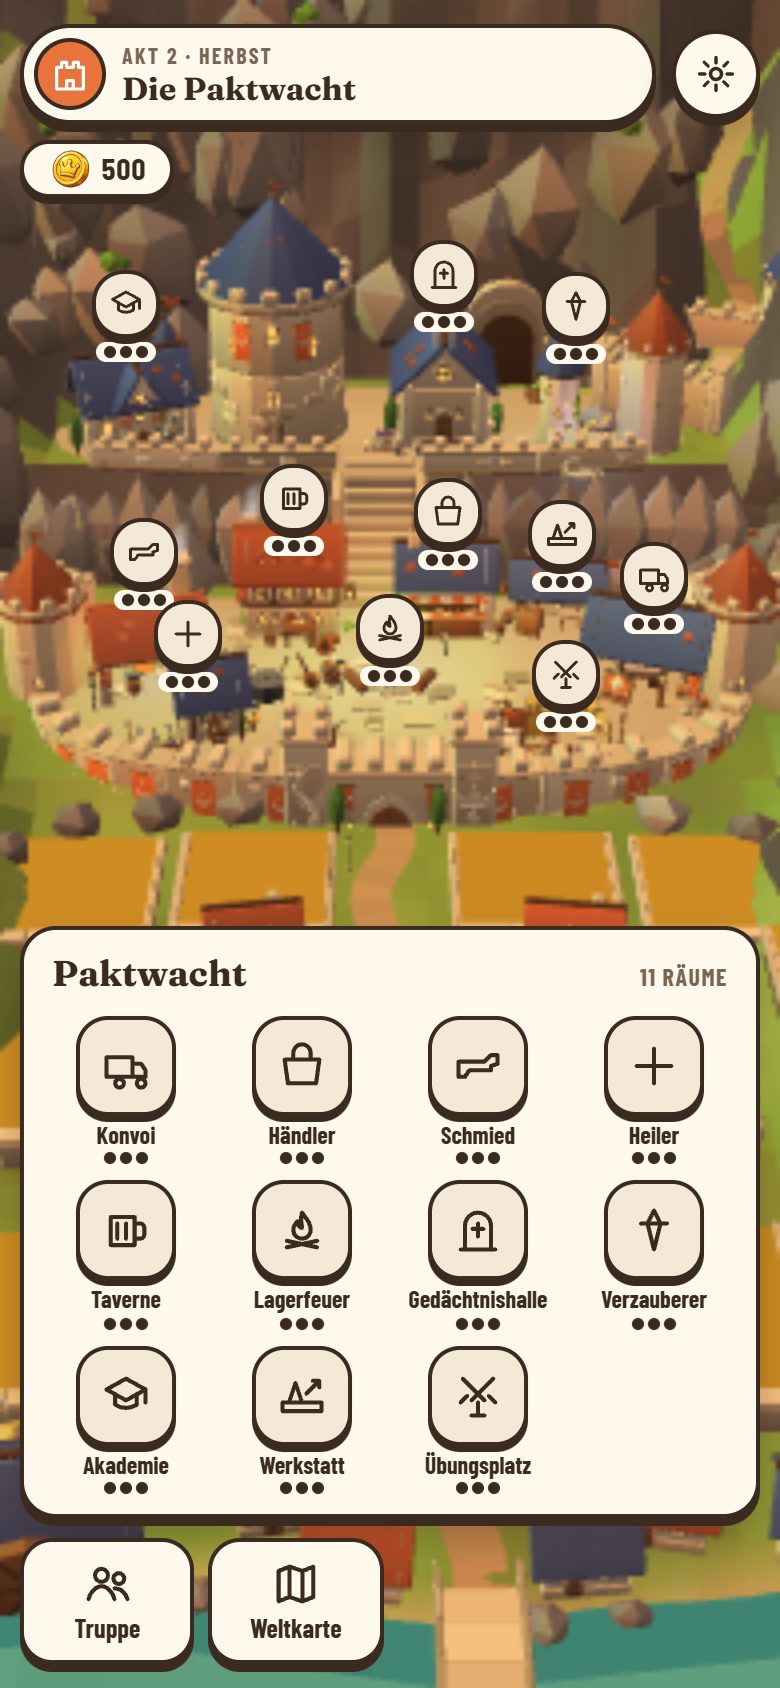 AKT 2 · HERBST
Die Paktwacht
500
Paktwacht
11 RÄUME
Konvoi
Händler
Schmied
Heiler
Taverne
Lagerfeuer
Gedächtnishalle
Verzauberer
Akademie
Werkstatt
Übungsplatz
Truppe
Weltkarte